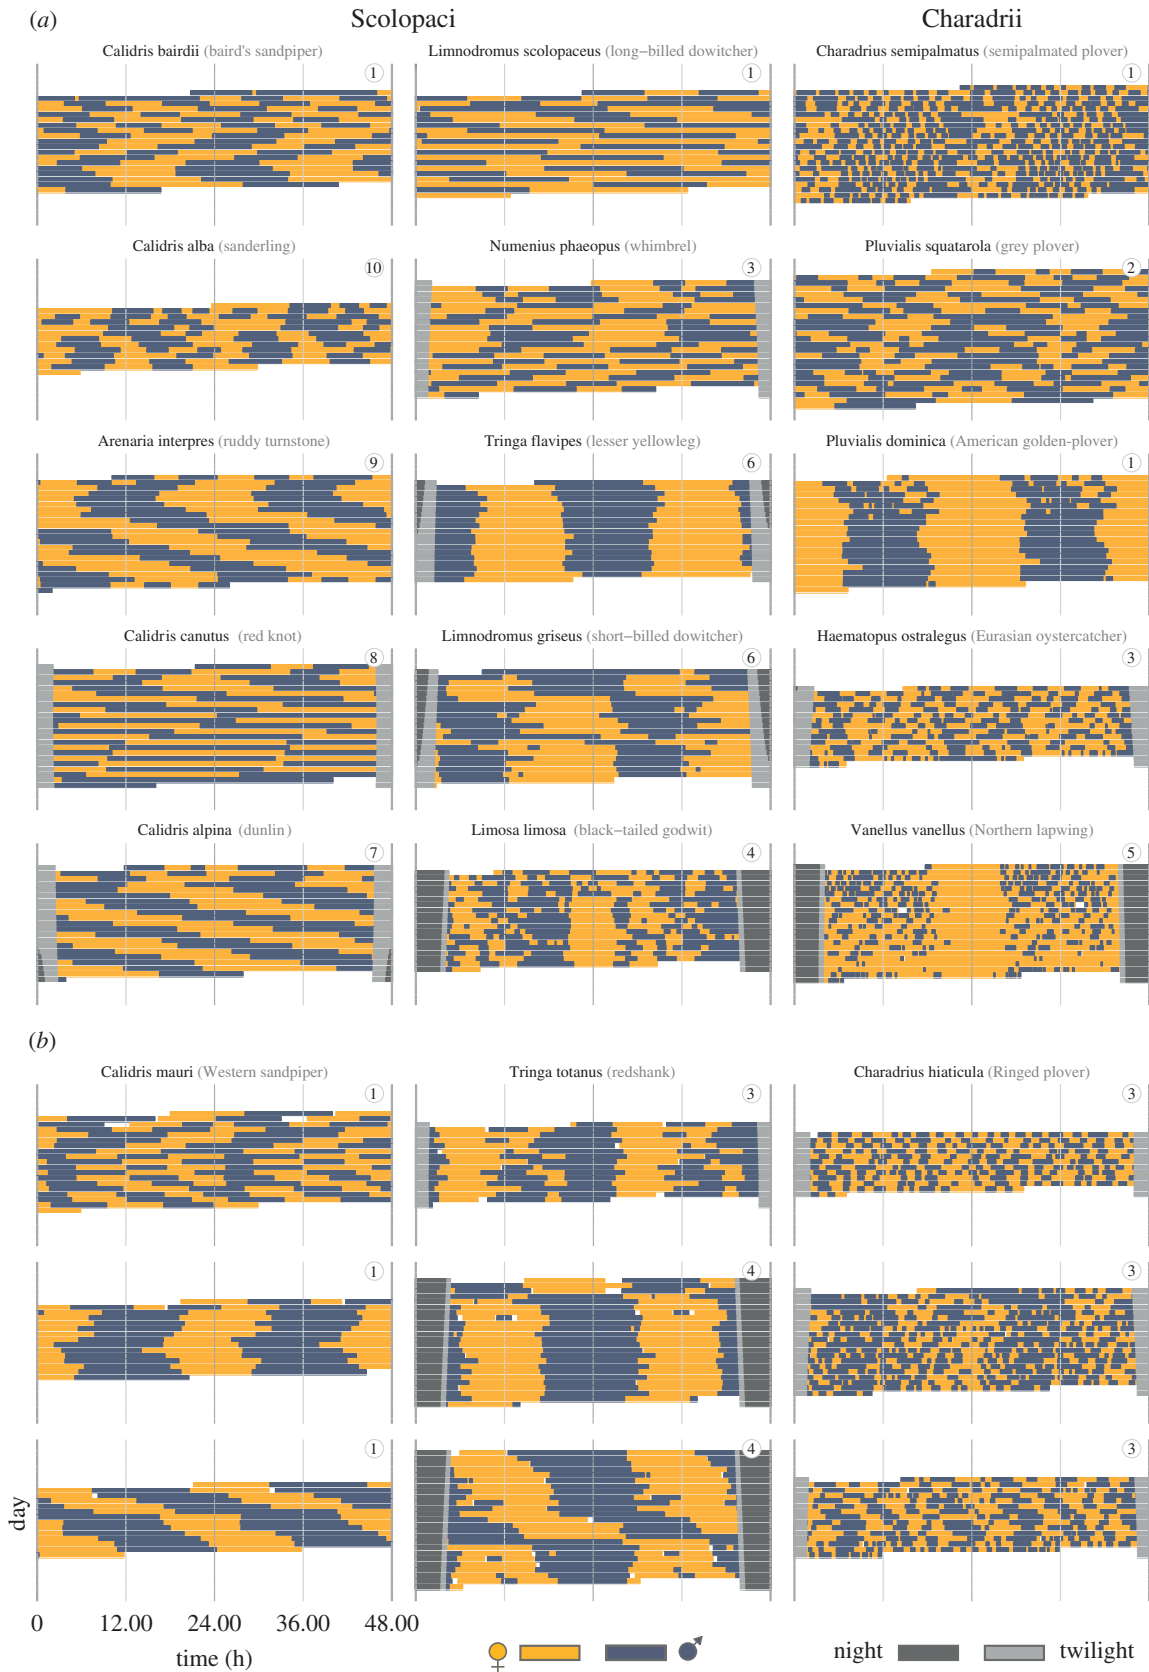 (a)
Scolopaci
Charadrii
Calidris bairdii (baird's sandpiper)
1
Limnodromus scolopaceus (long−billed dowitcher)
1
Charadrius semipalmatus (semipalmated plover)
1
Calidris alba (sanderling)
10
Numenius phaeopus (whimbrel)
3
Pluvialis squatarola (grey plover)
2
Arenaria interpres (ruddy turnstone)
9
Tringa flavipes (lesser yellowleg)
6
Pluvialis dominica (American golden-plover)
1
Calidris canutus (red knot)
8
Limnodromus griseus (short−billed dowitcher)
6
Haematopus ostralegus (Eurasian oystercatcher)
3
Calidris alpina (dunlin)
7
Limosa limosa (black−tailed godwit)
4
Vanellus vanellus (Northern lapwing)
5
(b)
Calidris mauri (Western sandpiper)
1
Tringa totanus (redshank)
3
Charadrius hiaticula (Ringed plover)
3
1
4
3
1
4
3
day
0 12.00 24.00 36.00 48.00
time (h)
♀ ♂
night twilight